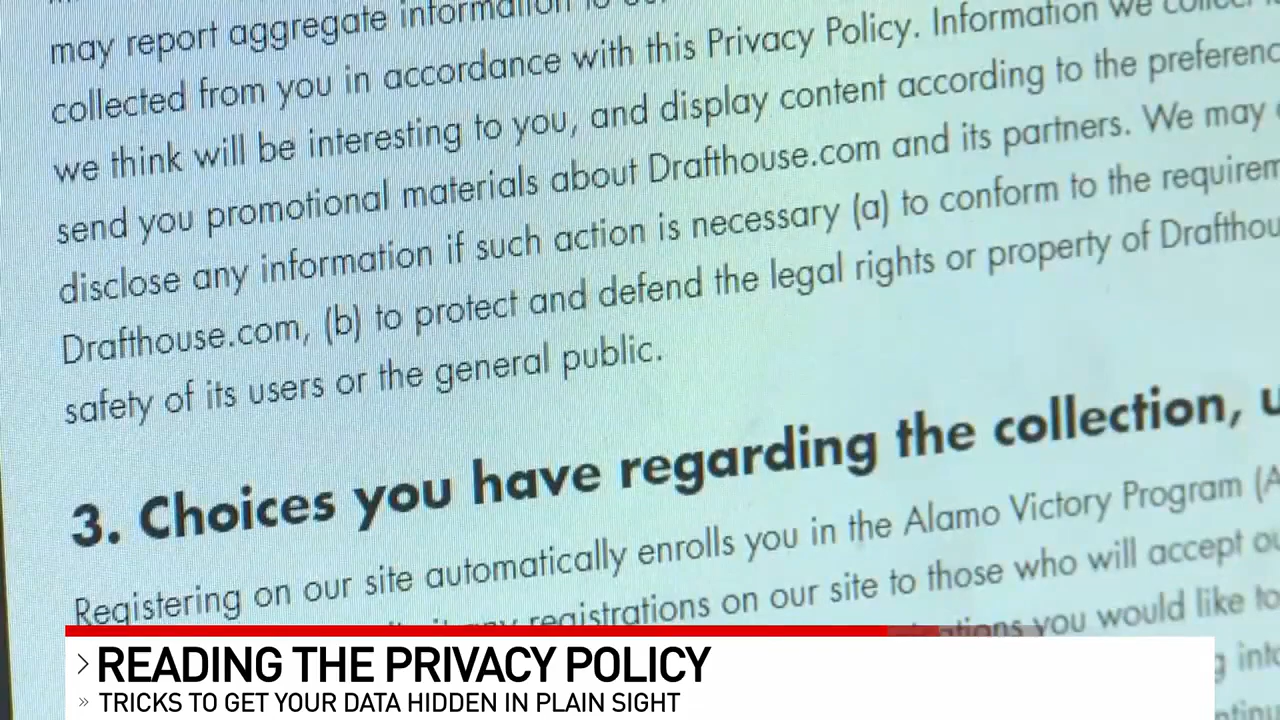 may report aggregate information to
collected from you in accordance with this Privacy Policy. Information we collect
we think will be interesting to you, and display content according to the
send you promotional materials about Drafthouse.com and its partners. We may
disclose any information if such action is necessary (a) to conform to the
Drafthouse.com, (b) to protect and defend the legal rights or property of
safety of its users or the general public.
3. Choices you have regarding the collection,
Registering on our site automatically enrolls you in the Alamo Victory Program
registrations on our site to those who will accept
you would like to
READING THE PRIVACY POLICY
TRICKS TO GET YOUR DATA HIDDEN IN PLAIN SIGHT